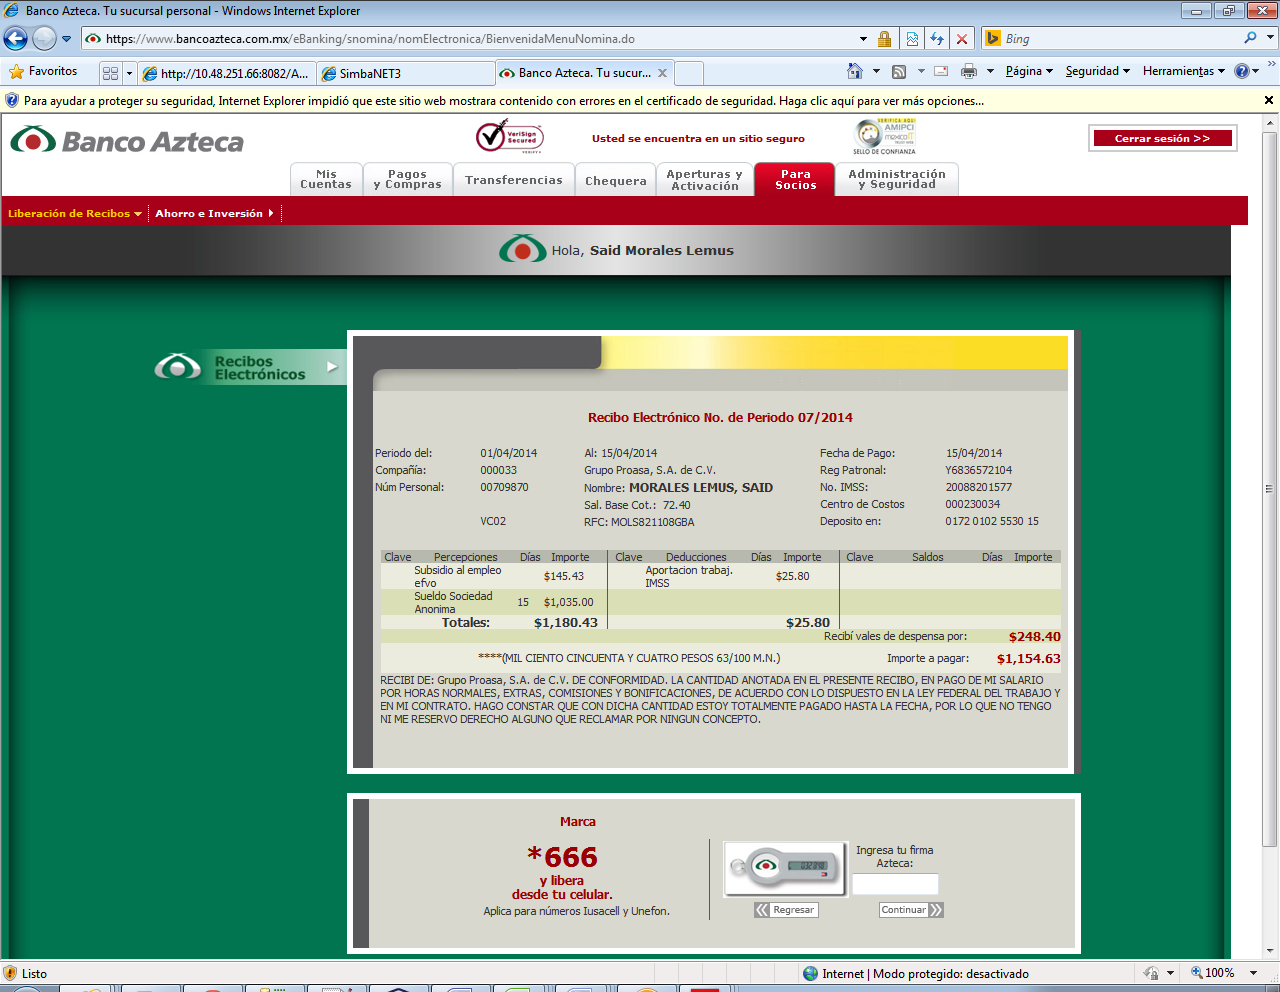 Banco Azteca. Tu sucursal personal - Windows Internet Explorer
https://www.bancoazteca.com.mx/eBanking/snomina/nomElectronica/BienvenidaMenuNomina.do
Bing
Favoritos
http://10.48.251.66:8082/A...
SimbaNET3
Banco Azteca. Tu sucur...
Página
Seguridad
Herramientas
Para ayudar a proteger su seguridad, Internet Explorer impidió que este sitio web mostrara contenido con errores en el certificado de seguridad. Haga clic aquí para ver más opciones...
Banco Azteca
VeriSign Secured
VERIFY
Usted se encuentra en un sitio seguro
VERIFICA AQUI
AMIPCI
SELLO DE CONFIANZA
Cerrar sesión >>
Mis Cuentas
Pagos y Compras
Transferencias
Chequera
Aperturas y Activación
Para Socios
Administración y Seguridad
Liberación de Recibos
Ahorro e Inversión
Hola, Said Morales Lemus
Recibos Electrónicos
Recibo Electrónico No. de Periodo 07/2014
Periodo del: 01/04/2014 Al: 15/04/2014 Fecha de Pago: 15/04/2014
Compañía: 000033 Grupo Proasa, S.A. de C.V. Reg Patronal: Y6836572104
Núm Personal: 00709870 Nombre: MORALES LEMUS, SAID No. IMSS: 20088201577
Sal. Base Cot.: 72.40 Centro de Costos 000230034
VC02 RFC: MOLS821108GBA Deposito en: 0172 0102 5530 15
Clave Percepciones Días Importe Clave Deducciones Días Importe Clave Saldos Días Importe
Subsidio al empleo efvo $145.43 Aportacion trabaj. IMSS $25.80
Sueldo Sociedad Anonima 15 $1,035.00
Totales: $1,180.43 $25.80
Recibí vales de despensa por: $248.40
****(MIL CIENTO CINCUENTA Y CUATRO PESOS 63/100 M.N.) Importe a pagar: $1,154.63
RECIBI DE: Grupo Proasa, S.A. de C.V. DE CONFORMIDAD. LA CANTIDAD ANOTADA EN EL PRESENTE RECIBO, EN PAGO DE MI SALARIO
POR HORAS NORMALES, EXTRAS, COMISIONES Y BONIFICACIONES, DE ACUERDO CON LO DISPUESTO EN LA LEY FEDERAL DEL TRABAJO Y
EN MI CONTRATO. HAGO CONSTAR QUE CON DICHA CANTIDAD ESTOY TOTALMENTE PAGADO HASTA LA FECHA, POR LO QUE NO TENGO
NI ME RESERVO DERECHO ALGUNO QUE RECLAMAR POR NINGUN CONCEPTO.
Marca
*666
y libera
desde tu celular.
Aplica para números Iusacell y Unefon.
Ingresa tu firma
Azteca:
Regresar
Continuar
Listo
Internet | Modo protegido: desactivado
100%